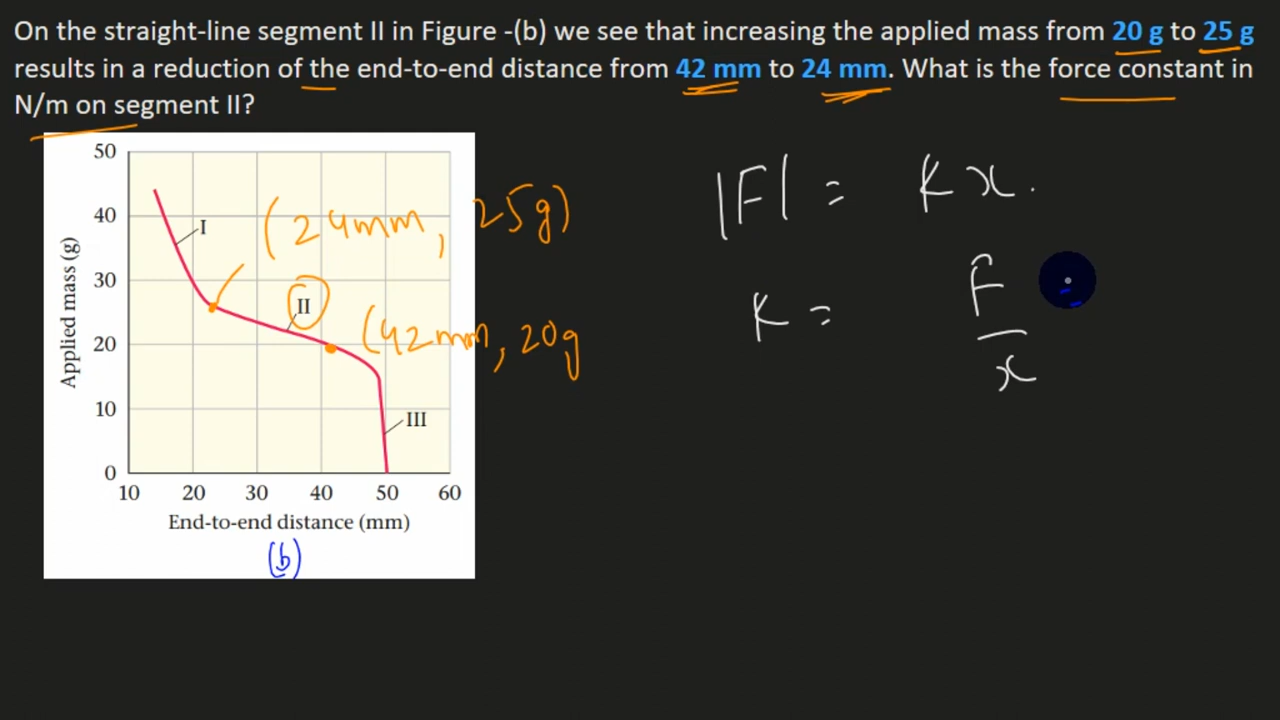 On the straight-line segment II in Figure -(b) we see that increasing the applied mass from 20 g to 25 g
results in a reduction of the end-to-end distance from 42 mm to 24 mm. What is the force constant in
N/m on segment II?
50
40
30
20
10
0
10 20 30 40 50 60
Applied mass (g)
End-to-end distance (mm)
I
II
III
(24mm, 25g)
(42mm, 20g
(b)
|F| = kx.
k = F
x